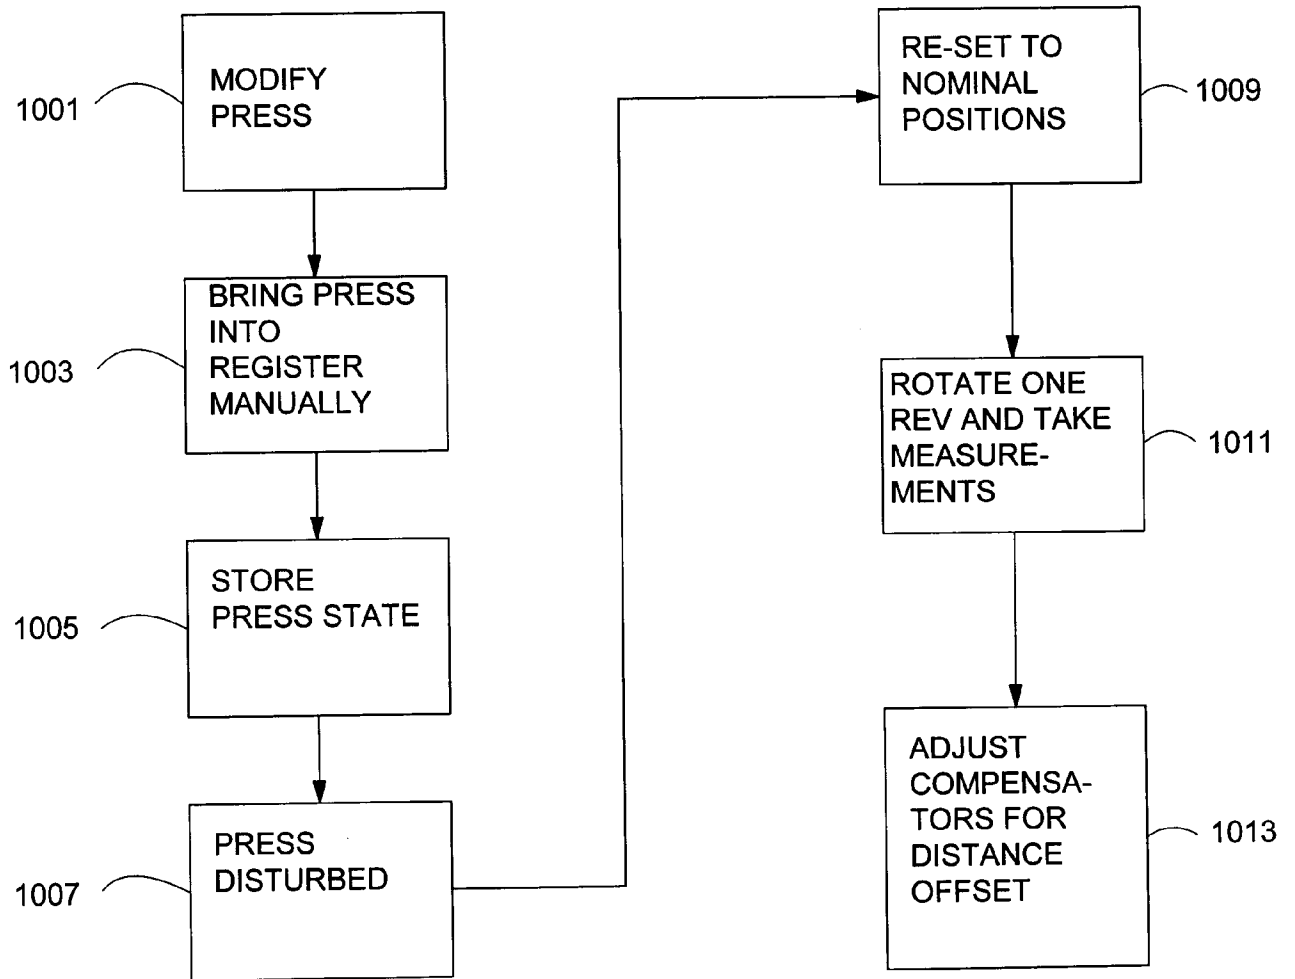 1001
MODIFY
PRESS
1003
BRING PRESS
INTO
REGISTER
MANUALLY
1005
STORE
PRESS STATE
1007
PRESS
DISTURBED
RE-SET TO
NOMINAL
POSITIONS
1009
ROTATE ONE
REV AND TAKE
MEASURE-
MENTS
1011
ADJUST
COMPENSA-
TORS FOR
DISTANCE
OFFSET
1013